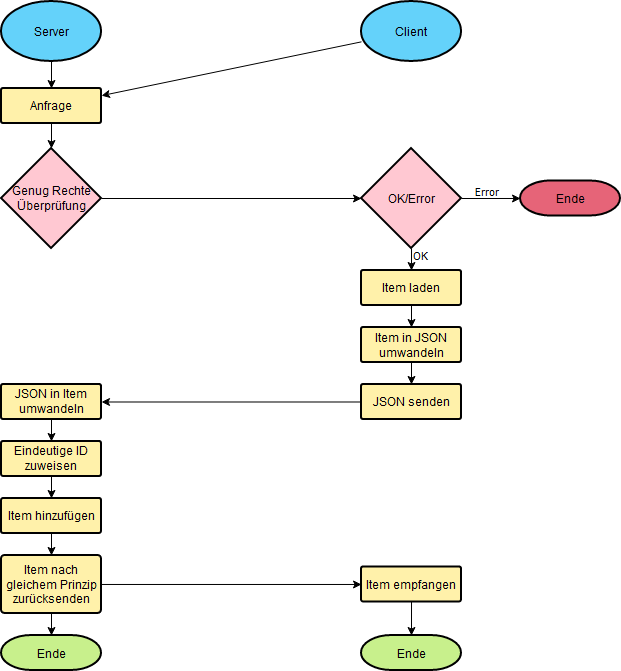 Server
Client
Anfrage
Genug Rechte
Überprüfung
OK/Error
Error
Ende
OK
Item laden
Item in JSON
umwandeln
JSON in Item
umwandeln
JSON senden
Eindeutige ID
zuweisen
Item hinzufügen
Item nach
gleichem Prinzip
zurücksenden
Item empfangen
Ende
Ende